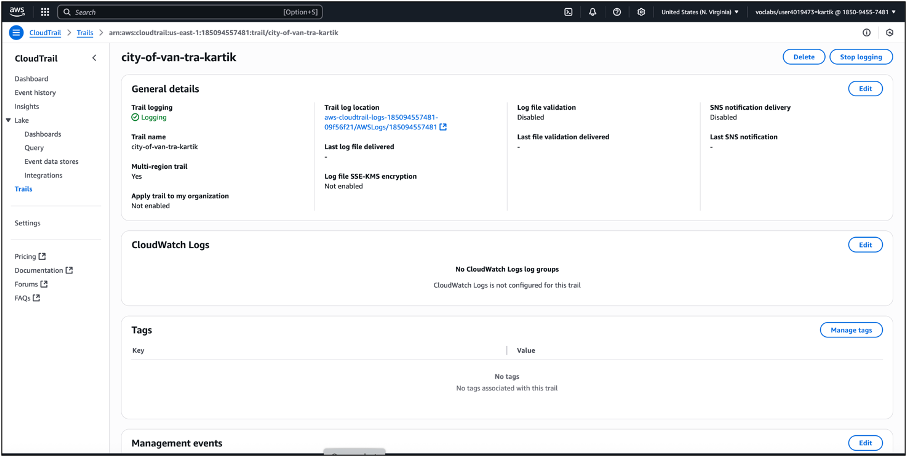 aws
Search
[Option+S]
United States (N. Virginia)
voclabs/user4019473=kartik @ 1850-9455-7481
CloudTrail > Trails > arn:aws:cloudtrail:us-east-1:185094557481:trail/city-of-van-tra-kartik
CloudTrail
Dashboard
Event history
Insights
Lake
Dashboards
Query
Event data stores
Integrations
Trails
Settings
Pricing
Documentation
Forums
FAQs
city-of-van-tra-kartik
Delete
Stop logging
General details
Edit
Trail logging
Logging
Trail name
city-of-van-tra-kartik
Multi-region trail
Yes
Apply trail to my organization
Not enabled
Trail log location
aws-cloudtrail-logs-185094557481-
09f56f21/AWSLogs/185094557481
Last log file delivered
-
Log file SSE-KMS encryption
Not enabled
Log file validation
Disabled
Last file validation delivered
-
SNS notification delivery
Disabled
Last SNS notification
-
CloudWatch Logs
Edit
No CloudWatch Logs log groups
CloudWatch Logs is not configured for this trail
Tags
Manage tags
Key
Value
No tags
No tags associated with this trail
Management events
Edit